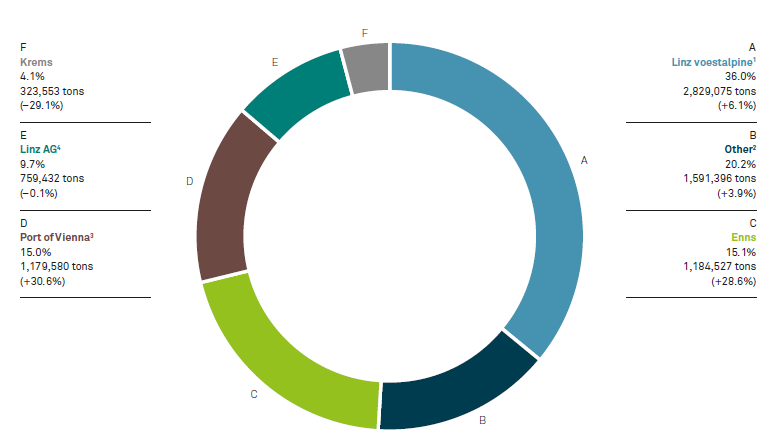 F
Krems
4.1%
323,553 tons
(−29.1%)
E
Linz AG⁴
9.7%
759,432 tons
(−0.1%)
D
Port of Vienna³
15.0%
1,179,580 tons
(+30.6%)
A
Linz voestalpine¹
36.0%
2,829,075 tons
(+6.1%)
B
Other²
20.2%
1,591,396 tons
(+3.9%)
C
Enns
15.1%
1,184,527 tons
(+28.6%)
F
E
A
D
C
B